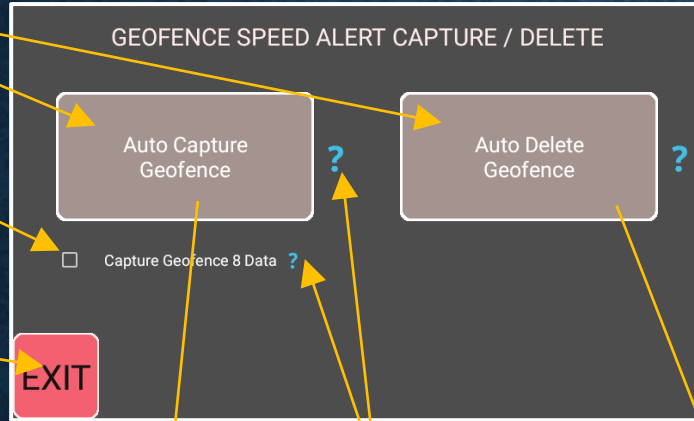 GEOFENCE SPEED ALERT CAPTURE / DELETE
Auto Capture
Geofence
?
Auto Delete
Geofence
?
Capture Geofence 8 Data ?
EXIT